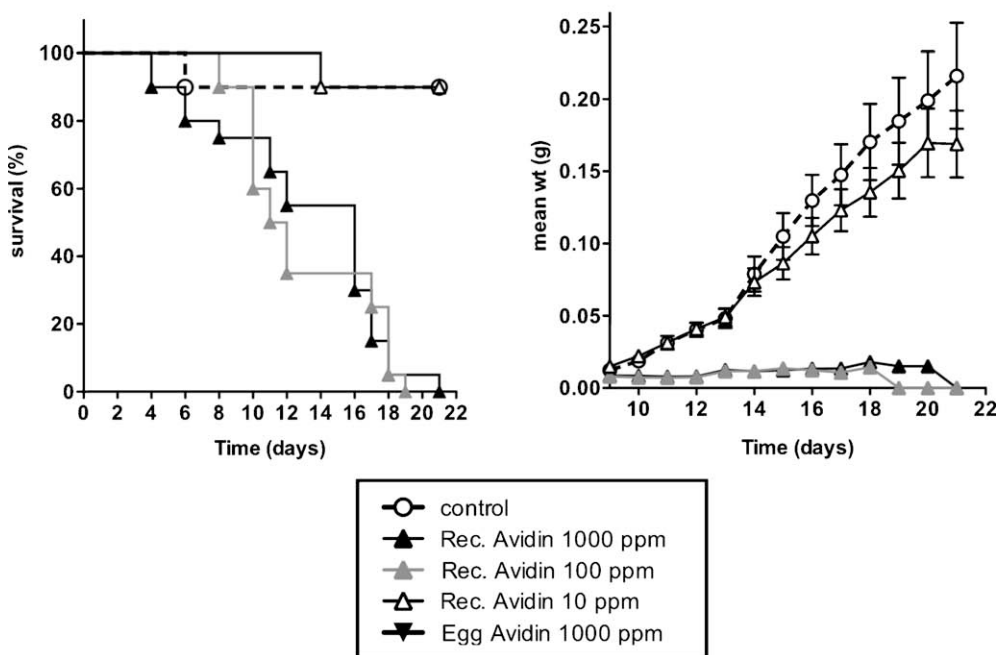 100
80
60
40
20
0
survival (%)
0 2 4 6 8 10 12 14 16 18 20 22
Time (days)
0.25
0.20
0.15
0.10
0.05
0.00
mean wt (g)
10 12 14 16 18 20 22
Time (days)
control
Rec. Avidin 1000 ppm
Rec. Avidin 100 ppm
Rec. Avidin 10 ppm
Egg Avidin 1000 ppm